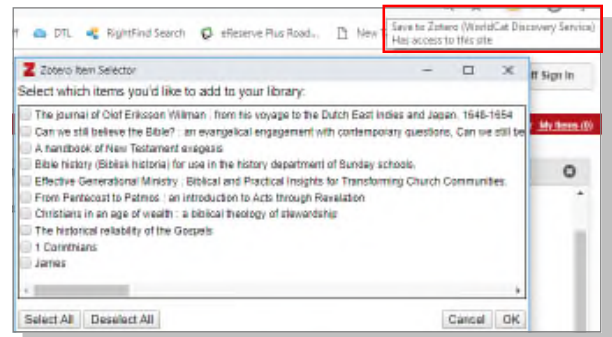 DTL RightFind Search eReserve Plus Road... New
Save to Zotero (WorldCat Discovery Service)
Has access to this site
Sign In
My Items (0)
Zotero Item Selector
Select which items you'd like to add to your library:
The journal of Olof Eriksson Willman : from his voyage to the Dutch East Indies and Japan, 1648-1654
Can we still believe the Bible? : an evangelical engagement with contemporary questions, Can we still be
A handbook of New Testament exegesis
Bible history (Biblisk historia) for use in the history department of Sunday schools.
Effective Generational Ministry : Biblical and Practical Insights for Transforming Church Communities.
From Pentecost to Patmos : an introduction to Acts through Revelation
Christians in an age of wealth : a biblical theology of stewardship
The historical reliability of the Gospels
1 Corinthians
James
Select All Deselect All Cancel OK